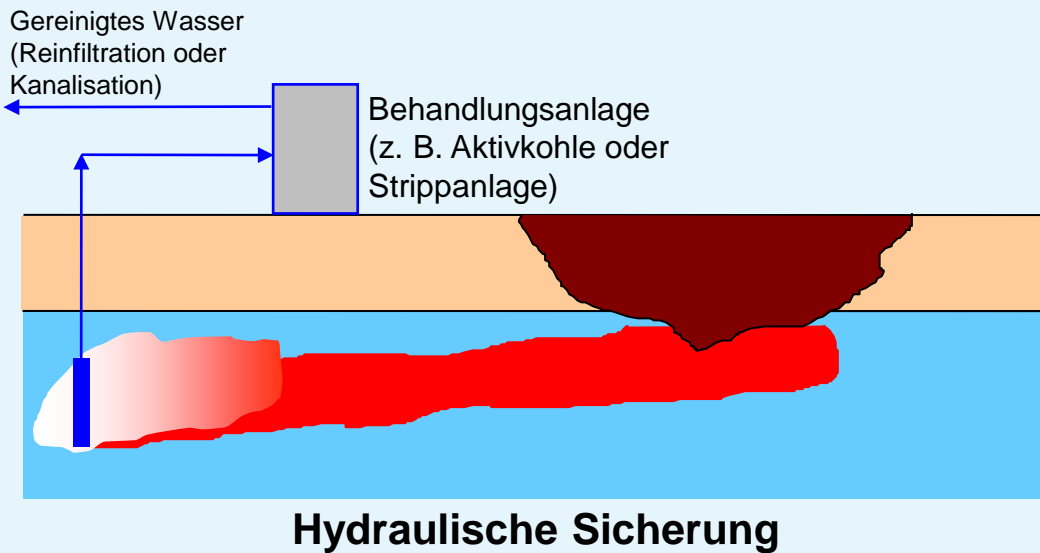 Gereinigtes Wasser
(Reinfiltration oder
Kanalisation)
Behandlungsanlage
(z. B. Aktivkohle oder
Strippanlage)
Hydraulische Sicherung